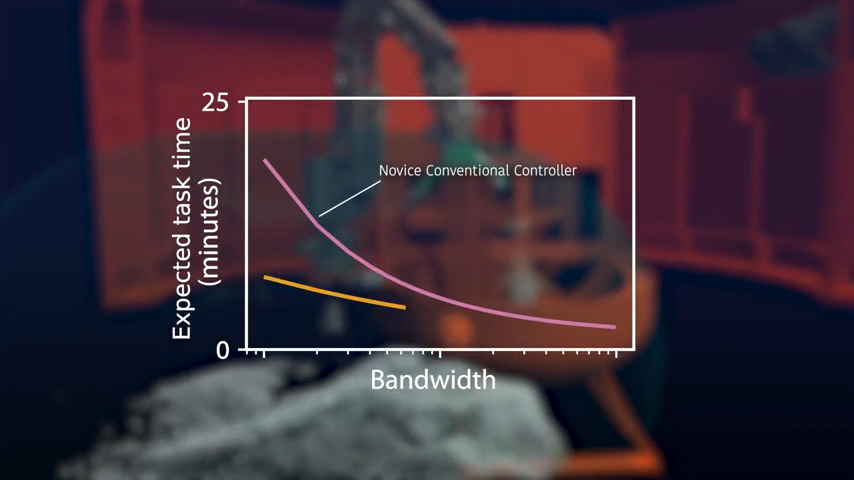 25
Expected task time
(minutes)
Novice Conventional Controller
0
Bandwidth